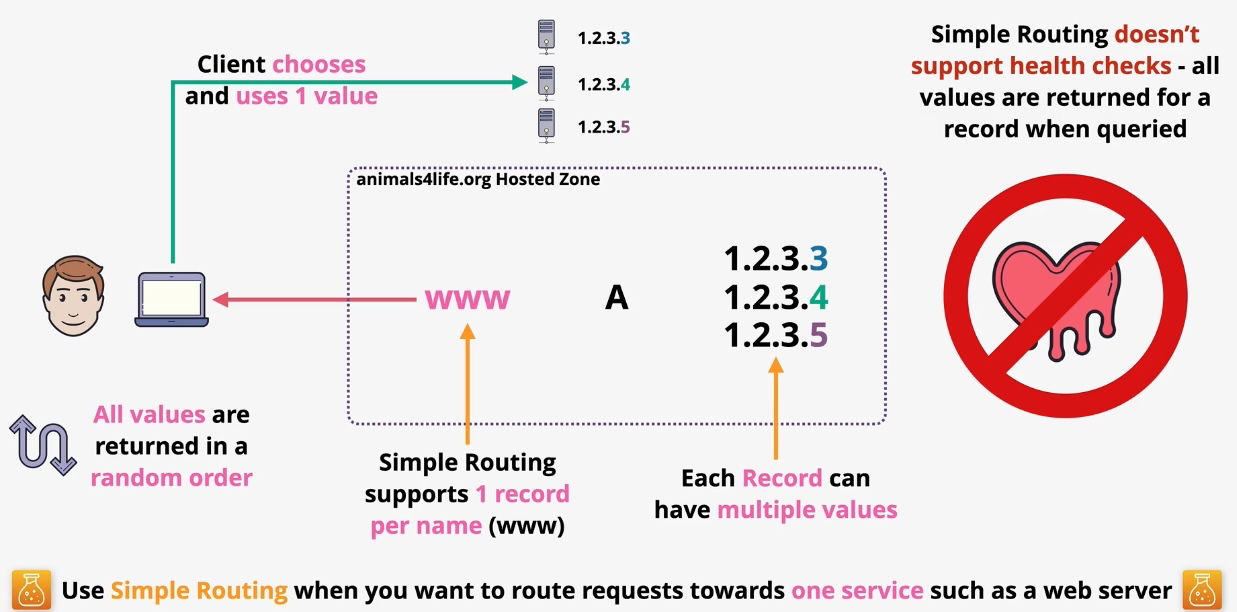 Client chooses
and uses 1 value
1.2.3.3
1.2.3.4
1.2.3.5
Simple Routing doesn’t
support health checks - all
values are returned for a
record when queried
animals4life.org Hosted Zone
www
A
1.2.3.3
1.2.3.4
1.2.3.5
All values are
returned in a
random order
Simple Routing
supports 1 record
per name (www)
Each Record can
have multiple values
Use Simple Routing when you want to route requests towards one service such as a web server